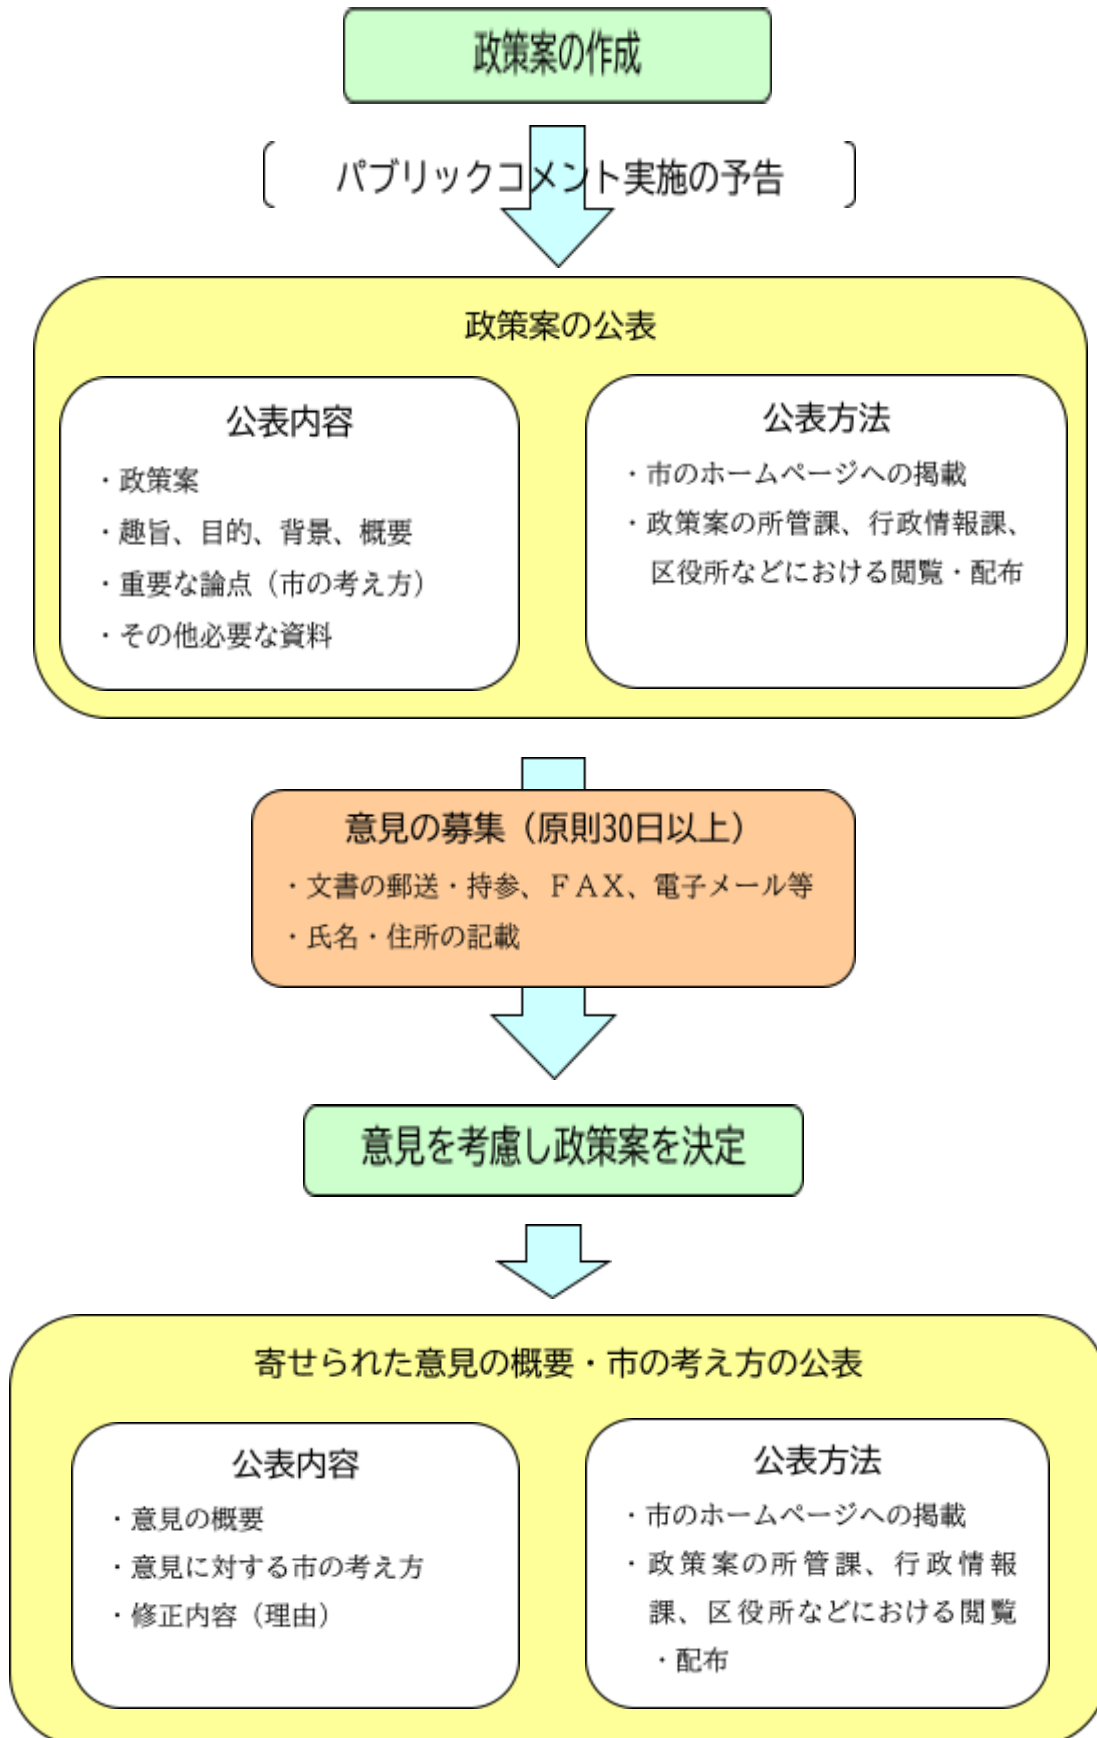 政策案の作成
パブリックコメント実施の予告
政策案の公表
公表内容
・政策案
・趣旨、目的、背景、概要
・重要な論点（市の考え方）
・その他必要な資料
公表方法
・市のホームページへの掲載
・政策案の所管課、行政情報課、
区役所などにおける閲覧・配布
意見の募集（原則30日以上）
・文書の郵送・持参、ＦＡＸ、電子メール等
・氏名・住所の記載
意見を考慮し政策案を決定
寄せられた意見の概要・市の考え方の公表
公表内容
・意見の概要
・意見に対する市の考え方
・修正内容（理由）
公表方法
・市のホームページへの掲載
・政策案の所管課、行政情報
課、区役所などにおける閲覧
・配布